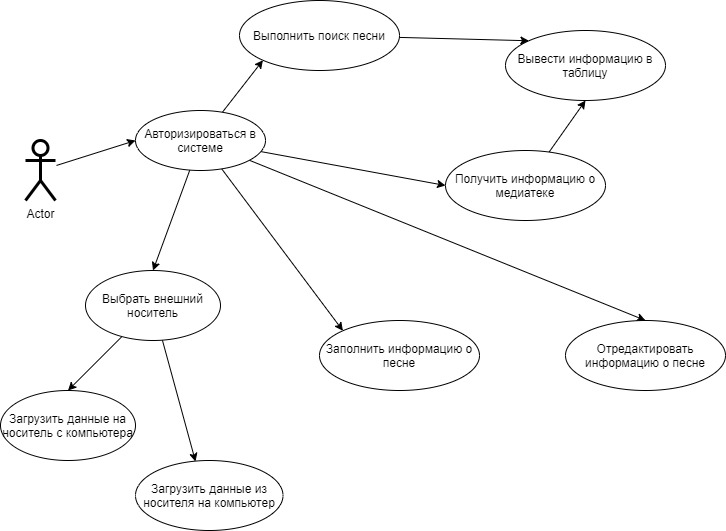 Выполнить поиск песни
Вывести информацию в
таблицу
Авторизироваться в
системе
Actor
Получить информацию о
медиатеке
Выбрать внешний
носитель
Заполнить информацию о
песне
Отредактировать
информацию о песне
Загрузить данные на
носитель с компьютера
Загрузить данные из
носителя на компьютер